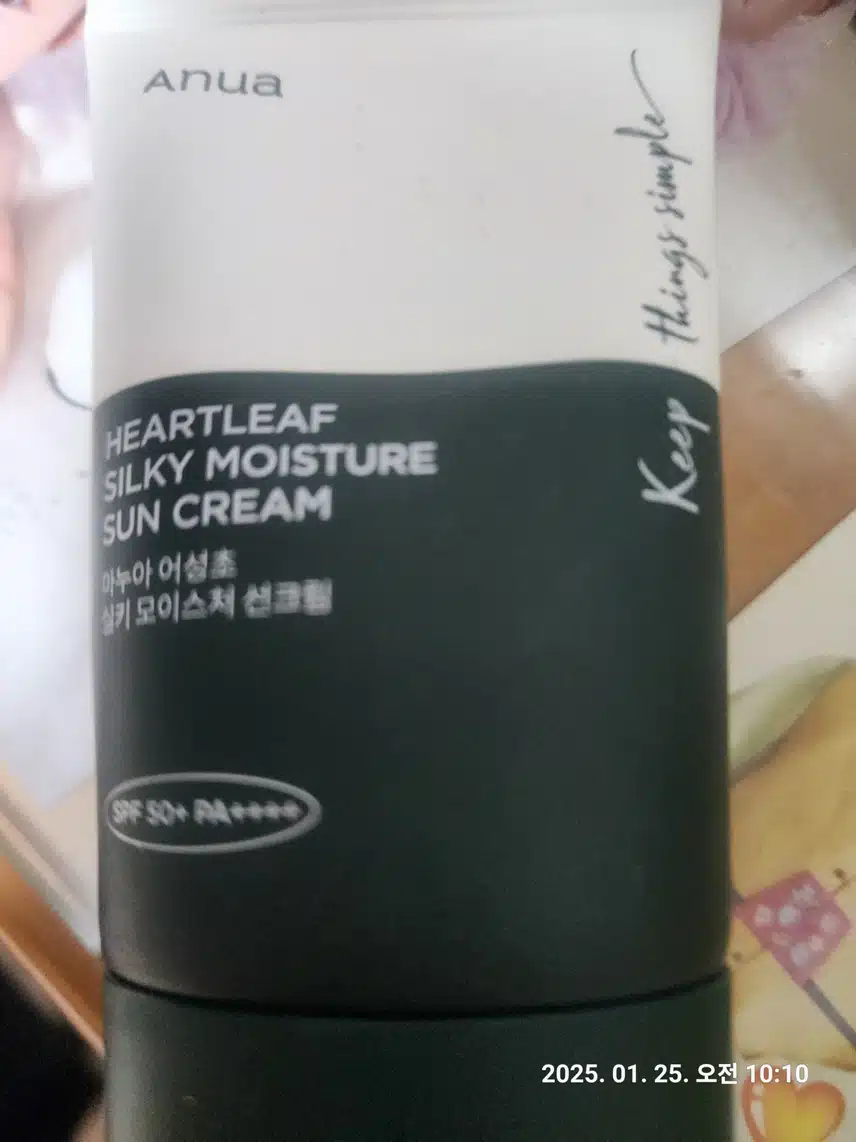 Anua
Keep things simple
HEARTLEAF
SILKY MOISTURE
SUN CREAM
아누아 어성초
실키 모이스처 선크림
SPF 50+ PA++++
2025. 01. 25. 오전 10:10